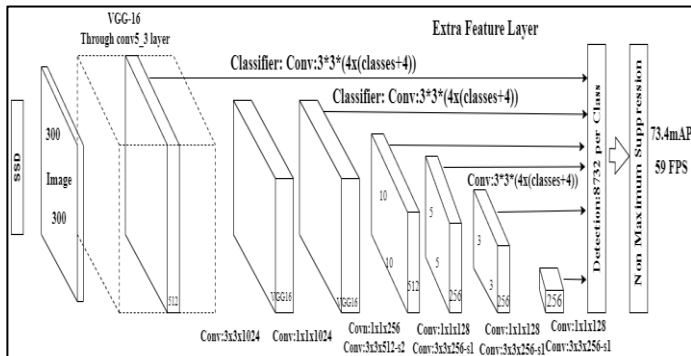 VGG-16
Through conv5_3 layer
Extra Feature Layer
Classifier: Conv:3*3*(4x(classes+4))
Classifier: Conv:3*3*(4x(classes+4))
Conv:3*3*(4x(classes+4))
SSD
300
Image
300
512
VGG16
VGG16
10
10
512
5
5
256
3
3
256
256
Detection:8732 per Class
Non Maximum Suppression
73.4mAP
59 FPS
Conv:3x3x1024
Conv:1x1x1024
Conv:1x1x256
Conv:3x3x512-s2
Conv:1x1x128
Conv:3x3x256-s1
Conv:1x1x128
Conv:3x3x256-s1
Conv:1x1x128
Conv:3x3x256-s1